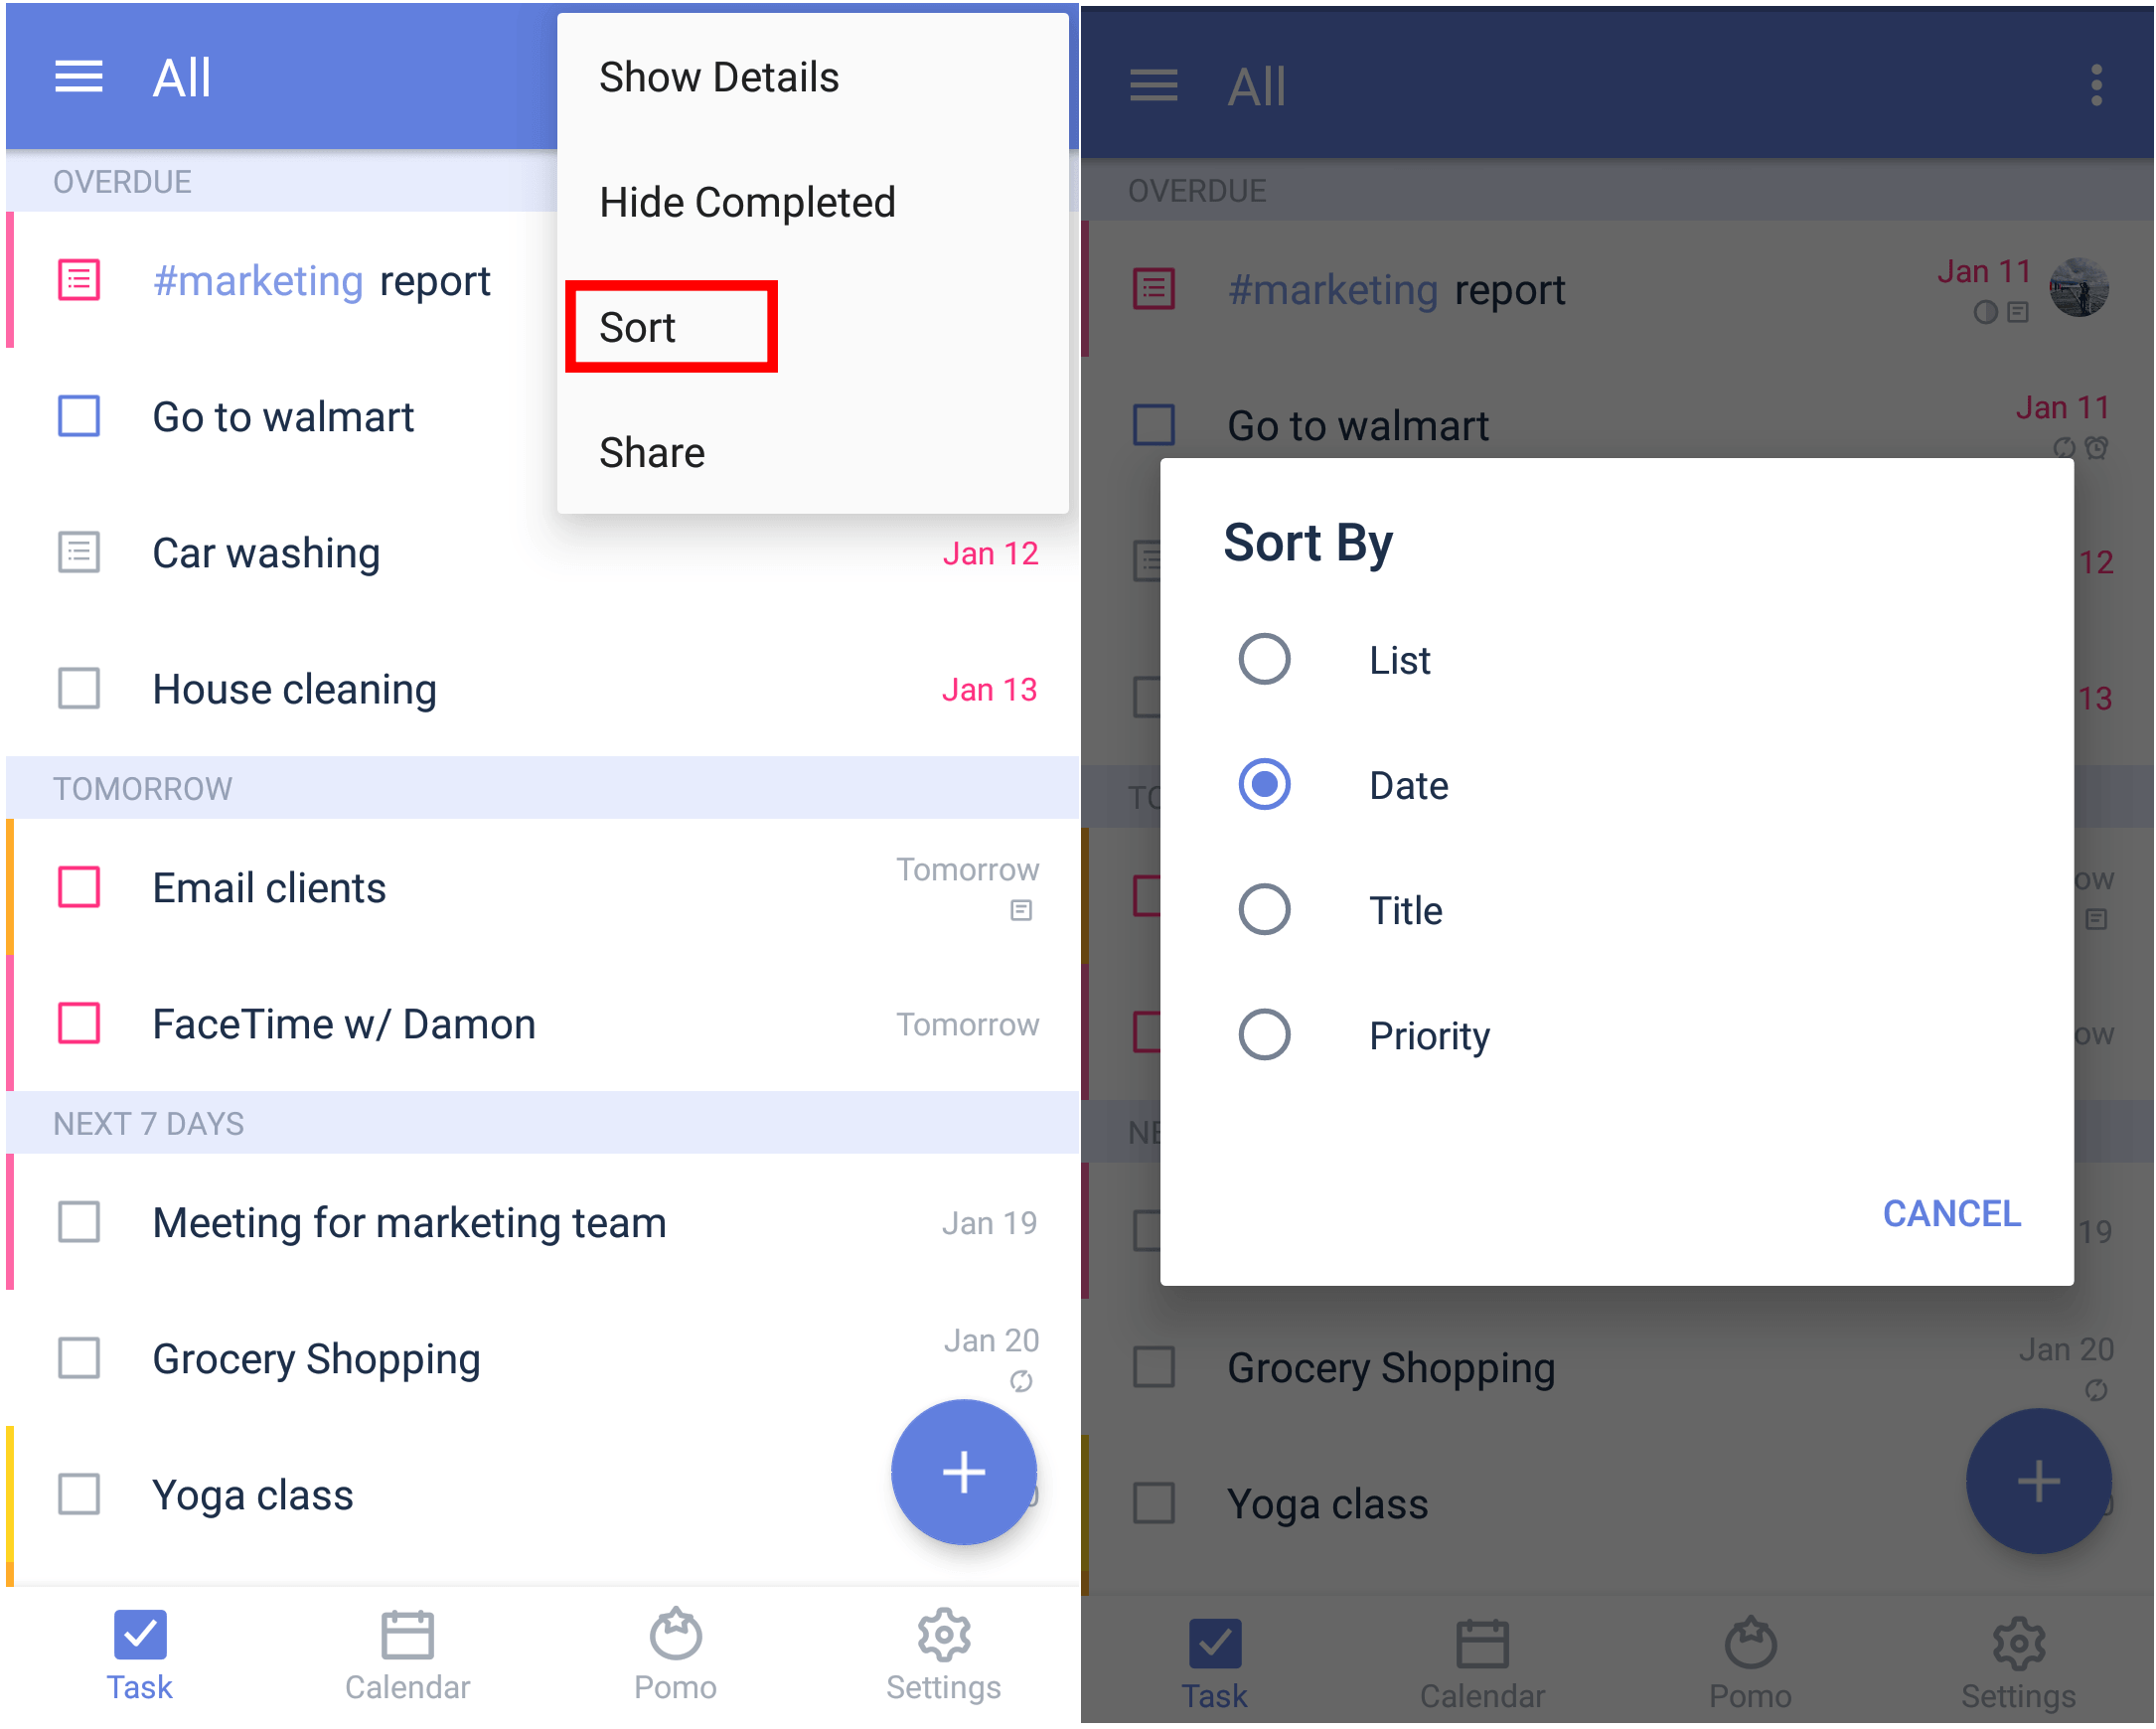 All
Show Details
Hide Completed
Sort
Share
OVERDUE
#marketing report
Go to walmart
Car washing
Jan 12
House cleaning
Jan 13
TOMORROW
Email clients
Tomorrow
FaceTime w/ Damon
Tomorrow
NEXT 7 DAYS
Meeting for marketing team
Jan 19
Grocery Shopping
Jan 20
Yoga class
Task
Calendar
Pomo
Settings
All
OVERDUE
#marketing report
Jan 11
Go to walmart
Jan 11
12
13
Sort By
List
Date
Title
Priority
CANCEL
19
Grocery Shopping
Jan 20
Yoga class
Task
Calendar
Pomo
Settings